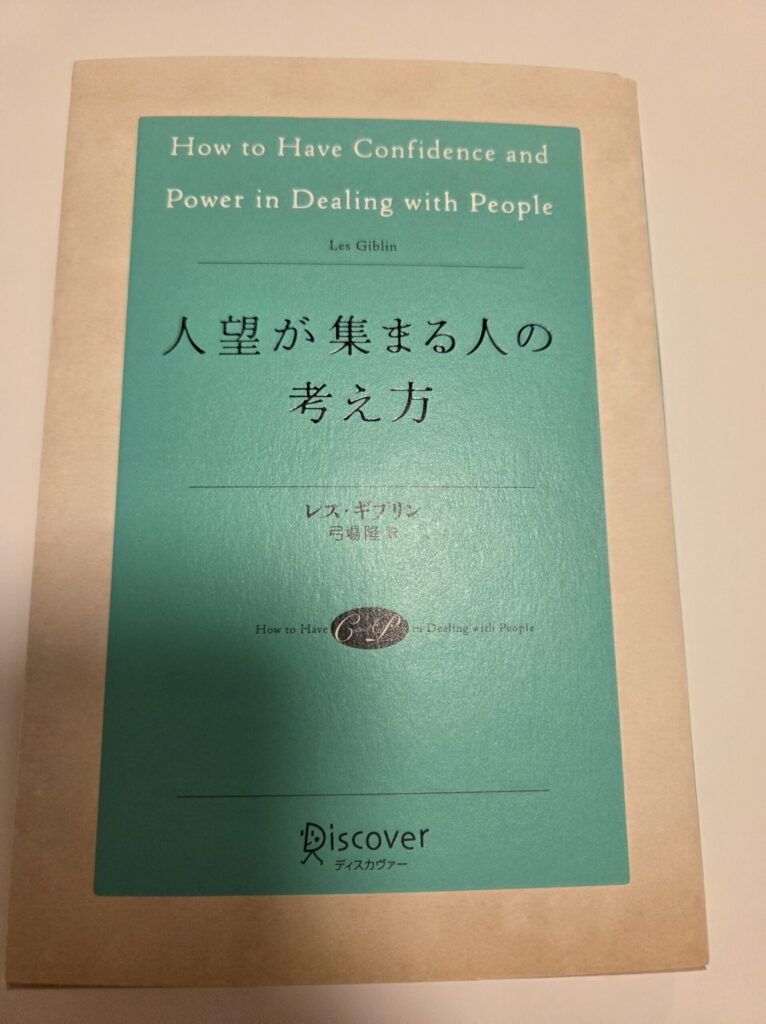 How to Have Confidence and
Power in Dealing with People
Les Giblin
人望が集まる人の
考え方
レス・ギブリン
弓場隆 訳
How to Have C P in Dealing with People
Discover
ディスカヴァー